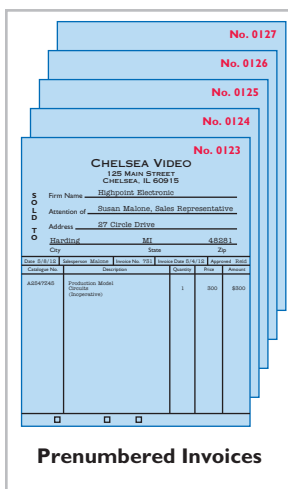 No. 0127
No. 0126
No. 0125
No. 0124
No. 0123
CHELSEA VIDEO
125 MAIN STREET
CHELSEA, IL 60915
SOLD TO
Firm Name Highpoint Electronic
Attention of Susan Malone, Sales Representative
Address 27 Circle Drive
Harding MI 48281
City State Zip
Date 5/8/12 Salesperson Malone Invoice No. 731 Invoice Date 5/4/12 Approved Reid
Catalogue No. Description Quantity Price Amount
A2547245 Production Model 1 300 $300
Circuits
(Inoperative)
Prenumbered Invoices